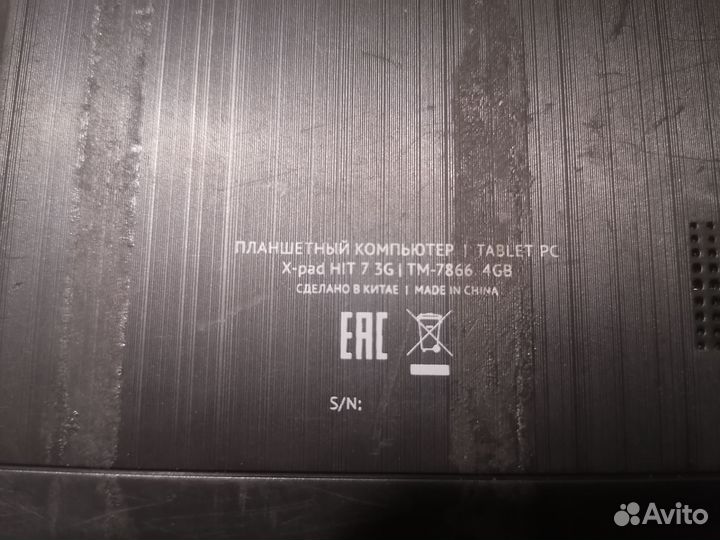 ПЛАНШЕТНЫЙ КОМПЬЮТЕР | TABLET PC
X-pad HIT 7 3G | TM-7866 4GB
СДЕЛАНО В КИТАЕ | MADE IN CHINA
EAC
S/N:
Avito